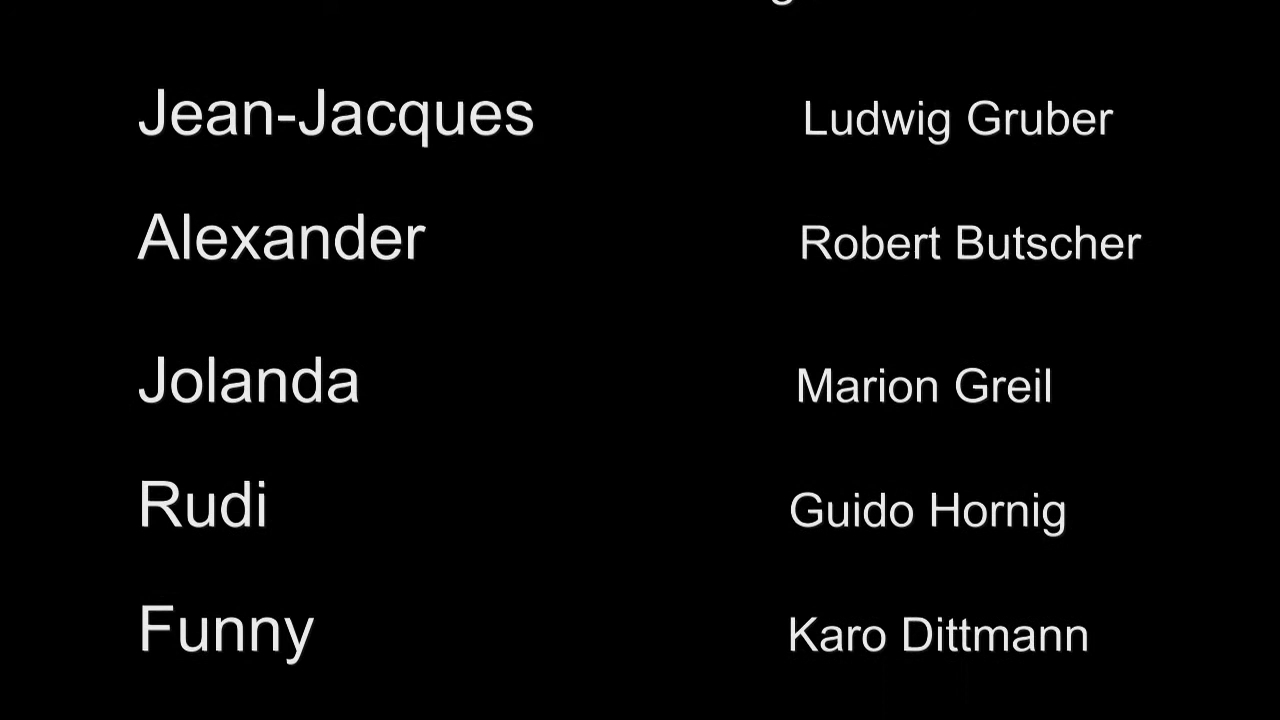 Jean-Jacques Ludwig Gruber
Alexander Robert Butscher
Jolanda Marion Greil
Rudi Guido Hornig
Funny Karo Dittmann